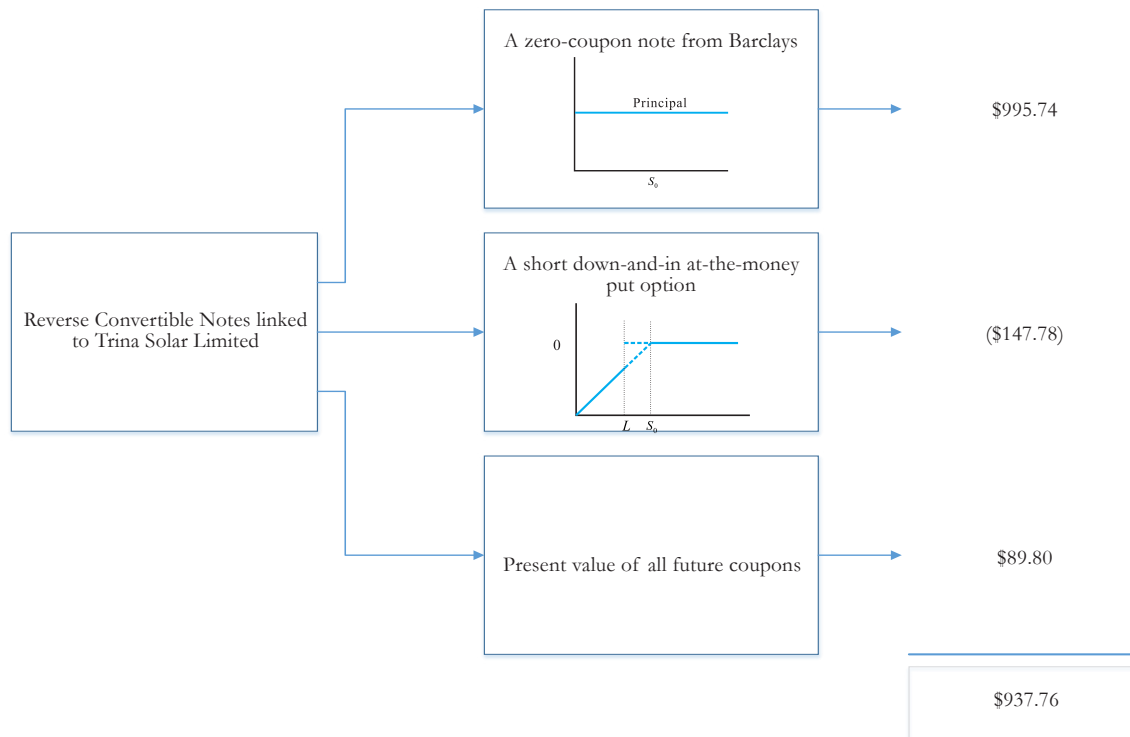 A zero-coupon note from Barclays
Principal
S₀
$995.74
Reverse Convertible Notes linked
to Trina Solar Limited
A short down-and-in at-the-money
put option
0
L S₀
($147.78)
Present value of all future coupons
$89.80
$937.76